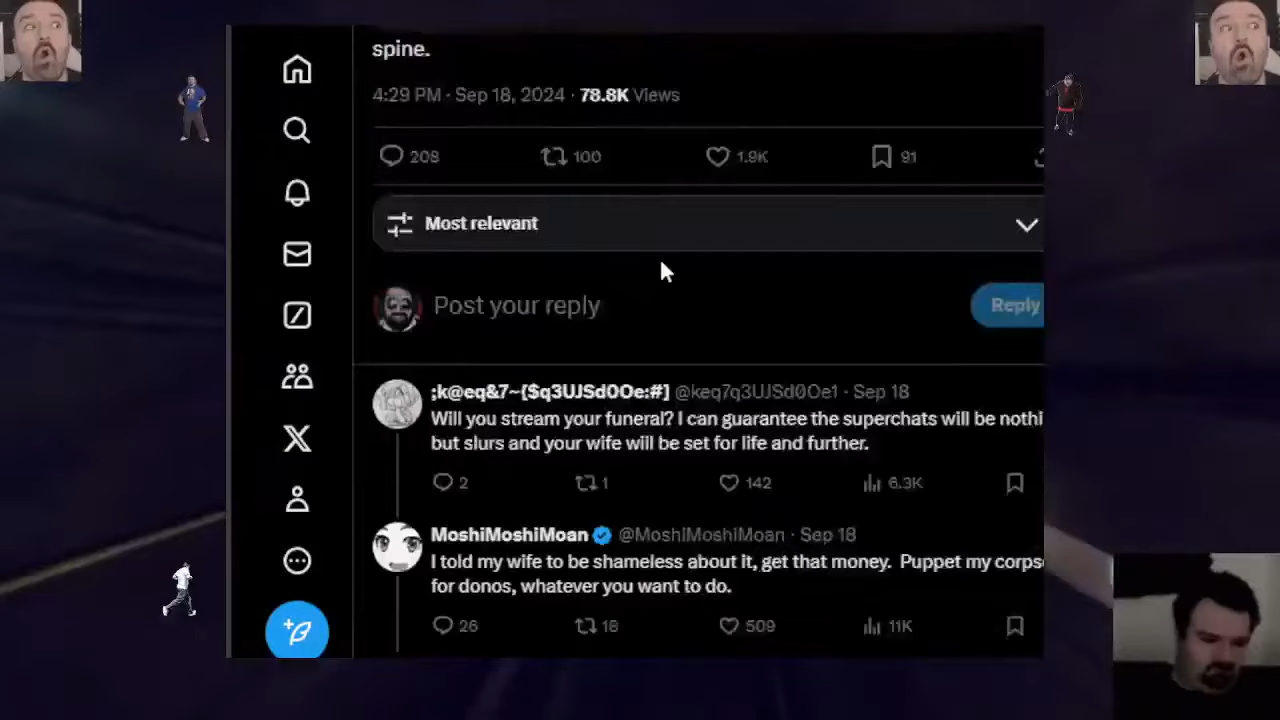 spine.
4:29 PM · Sep 18, 2024 · 78.8K Views
208 100 1.9K 91
Most relevant
Post your reply
Reply
;k@eq&7~{$q3UJSd0Oe:#] @keq7q3UJSd0Oe1 · Sep 18
Will you stream your funeral? I can guarantee the superchats will be nothi
but slurs and your wife will be set for life and further.
2 1 142 6.3K
MoshiMoshiMoan @MoshiMoshiMoan · Sep 18
I told my wife to be shameless about it, get that money. Puppet my corps
for donos, whatever you want to do.
26 18 509 11K